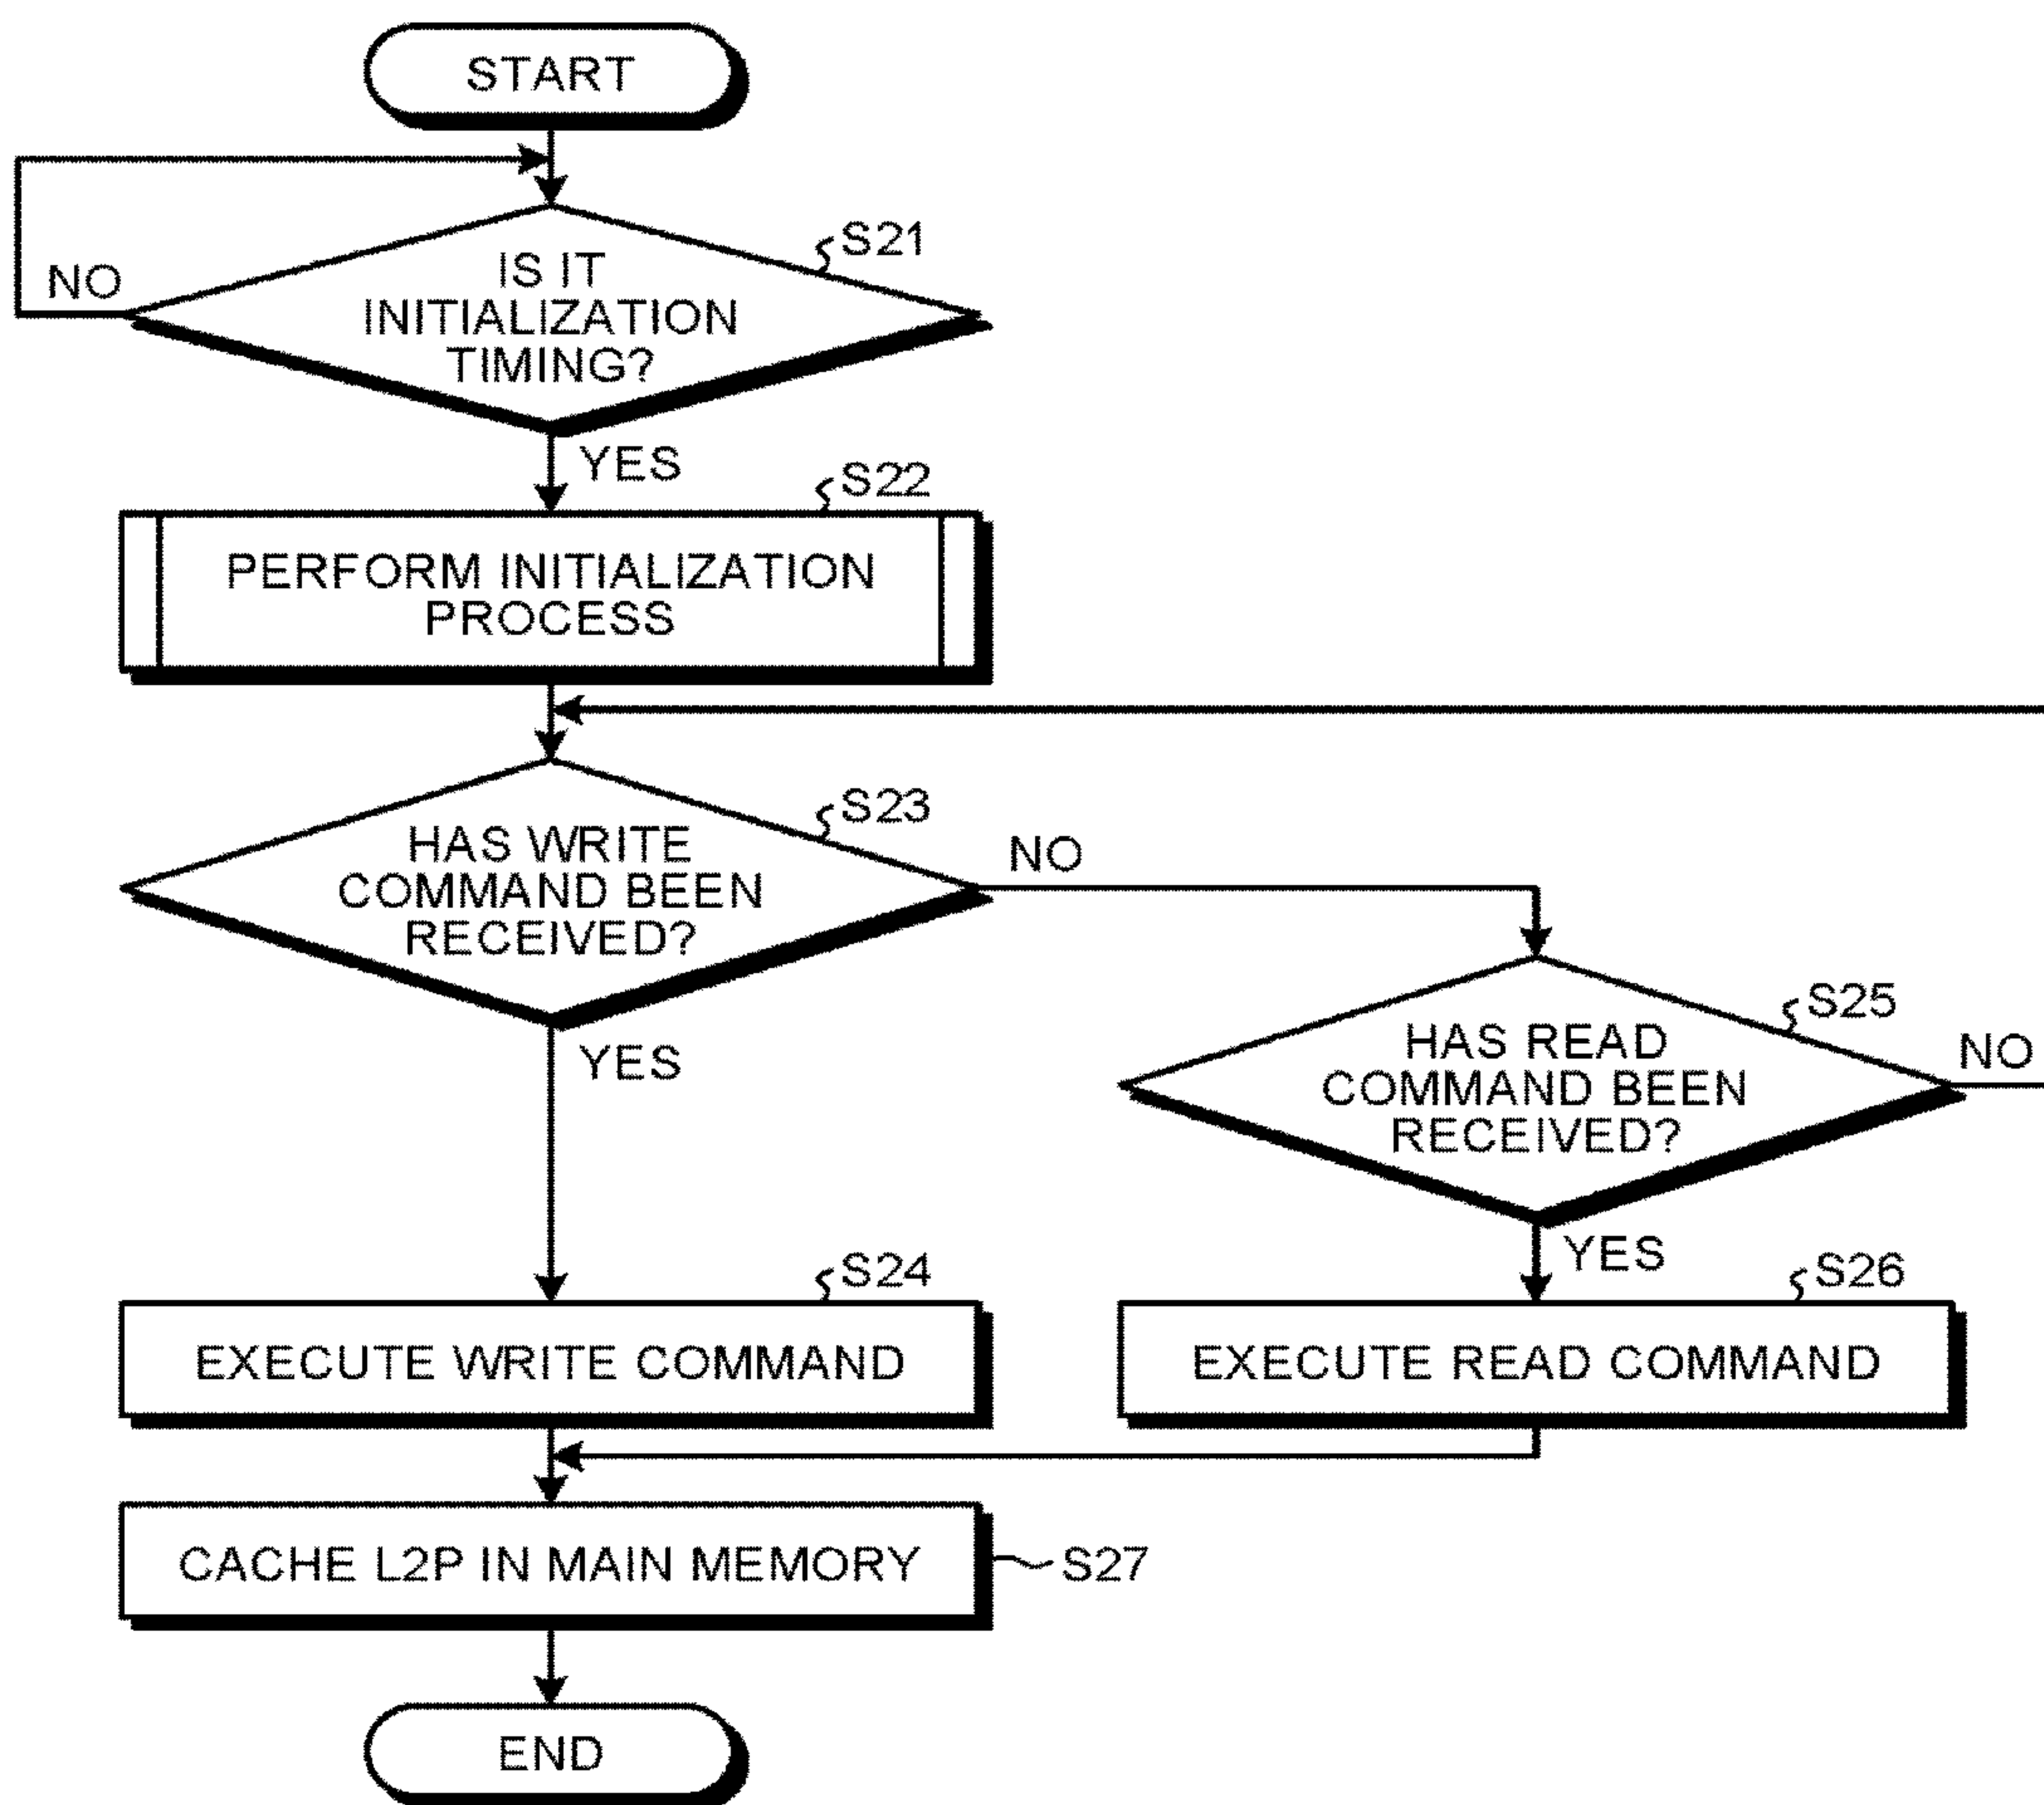 START
S21
IS IT
INITIALIZATION
TIMING?
NO
YES
S22
PERFORM INITIALIZATION
PROCESS
S23
HAS WRITE
COMMAND BEEN
RECEIVED?
NO
YES
S25
HAS READ
COMMAND BEEN
RECEIVED?
NO
YES
S24
EXECUTE WRITE COMMAND
S26
EXECUTE READ COMMAND
CACHE L2P IN MAIN MEMORY
S27
END